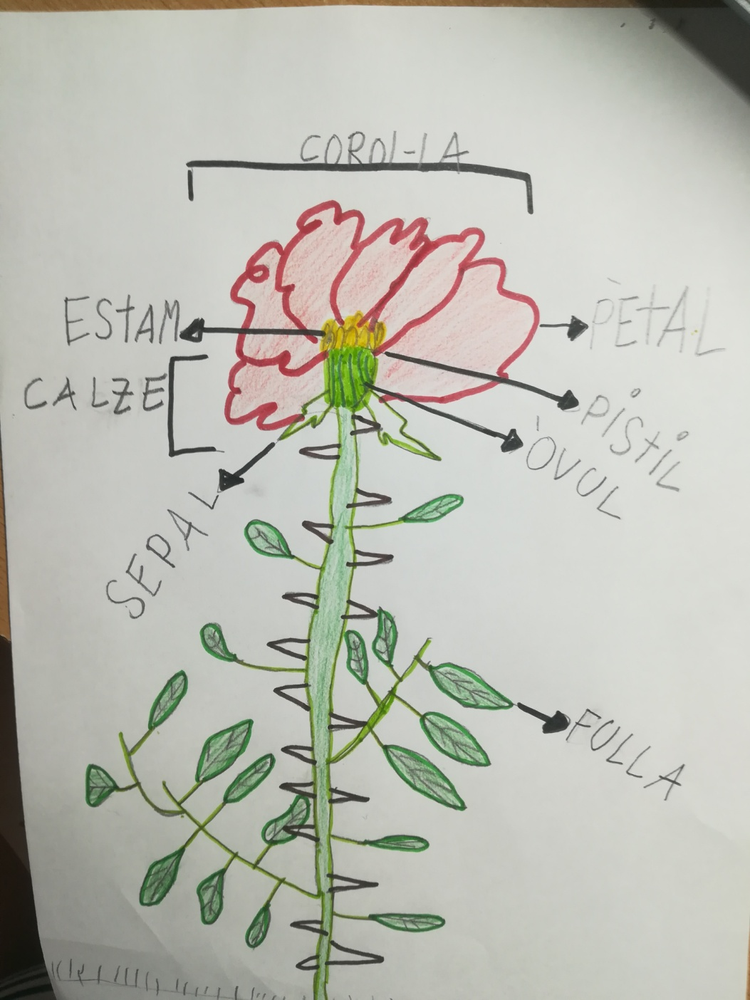 COROL-LA
ESTAM
PÈTAL
CALZE
PiStiL
ÒVUL
SEPAL
FULLA